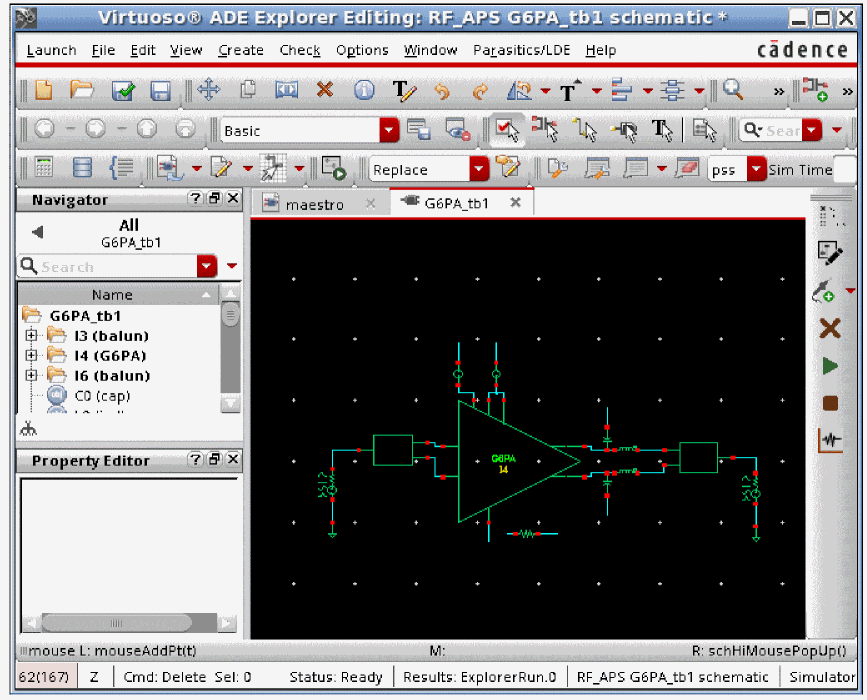 Virtuoso® ADE Explorer Editing: RF_APS G6PA_tb1 schematic *
Launch File Edit View Create Check Options Window Parasitics/LDE Help cādence
Basic Sear
Replace pss Sim Time
Navigator maestro G6PA_tb1
All
G6PA_tb1
Search
Name
G6PA_tb1
I3 (balun)
I4 (G6PA)
I6 (balun)
C0 (cap)
G6PA
I4
Property Editor
mouse L: mouseAddPt(t) M: R: schHiMousePopUp()
62(167) Z Cmd: Delete Sel: 0 Status: Ready Results: ExplorerRun.0 RF_APS G6PA_tb1 schematic Simulator